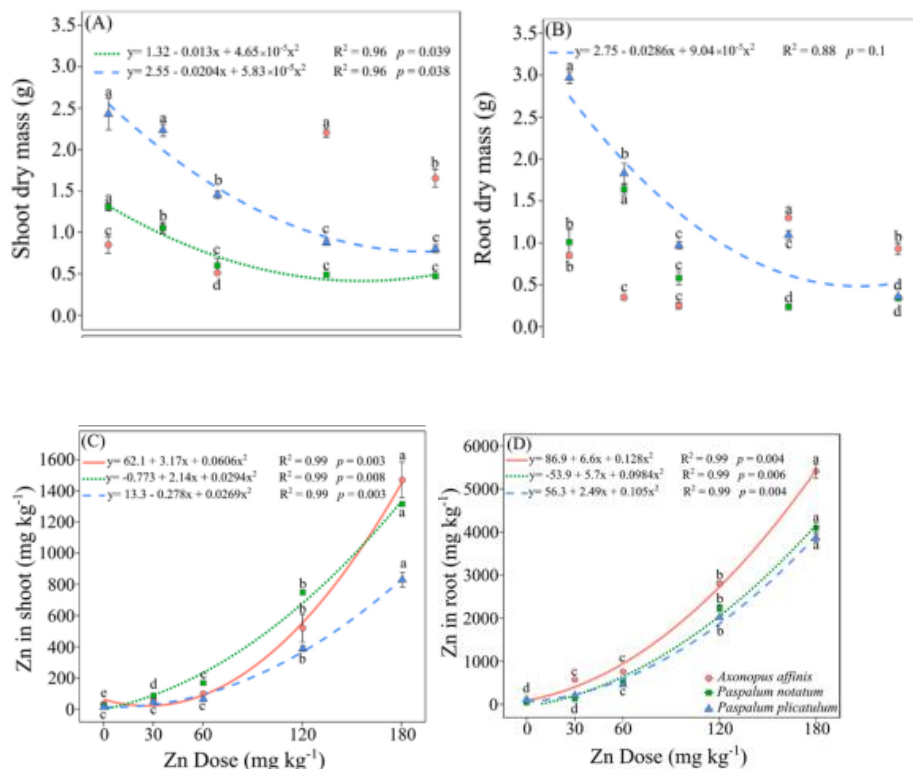 (A)
y= 1.32 - 0.013x + 4.65×10⁻⁵x² R² = 0.96 p = 0.039
y= 2.55 - 0.0204x + 5.83×10⁻⁵x² R² = 0.96 p = 0.038
Shoot dry mass (g)
3.5
3.0
2.5
2.0
1.5
1.0
0.5
0.0
a
a
c
a
b
b
d
c
a
c
c
b
c
c
(B)
y= 2.75 -0.0286x + 9.04×10⁻⁵x² R² = 0.88 p = 0.1
Root dry mass (g)
3.5
3.0
2.5
2.0
1.5
1.0
0.5
0.0
a
b
b
a
c
c
c
a
c
d
b
d
d
(C)
y= 62.1 + 3.17x + 0.0606x² R² = 0.99 p = 0.003
y= -0.773 + 2.14x + 0.0294x² R² = 0.99 p = 0.008
y= 13.3 - 0.278x + 0.0269x² R² = 0.99 p = 0.003
Zn in shoot (mg kg⁻¹)
1600
1400
1200
1000
800
600
400
200
0
e
c
d
c
c
c
b
b
b
a
a
a
0 30 60 120 180
Zn Dose (mg kg⁻¹)
(D)
y= 86.9 + 6.6x + 0.128x² R² = 0.99 p = 0.004
y= -53.9 + 5.7x + 0.0984x² R² = 0.99 p = 0.006
y= 56.3 + 2.49x + 0.105x² R² = 0.99 p = 0.004
Zn in root (mg kg⁻¹)
6000
5000
4000
3000
2000
1000
0
d
c
d
c
c
b
b
c
a
a
a
Axonopus affinis
Paspalum notatum
Paspalum plicatulum
0 30 60 120 180
Zn Dose (mg kg⁻¹)